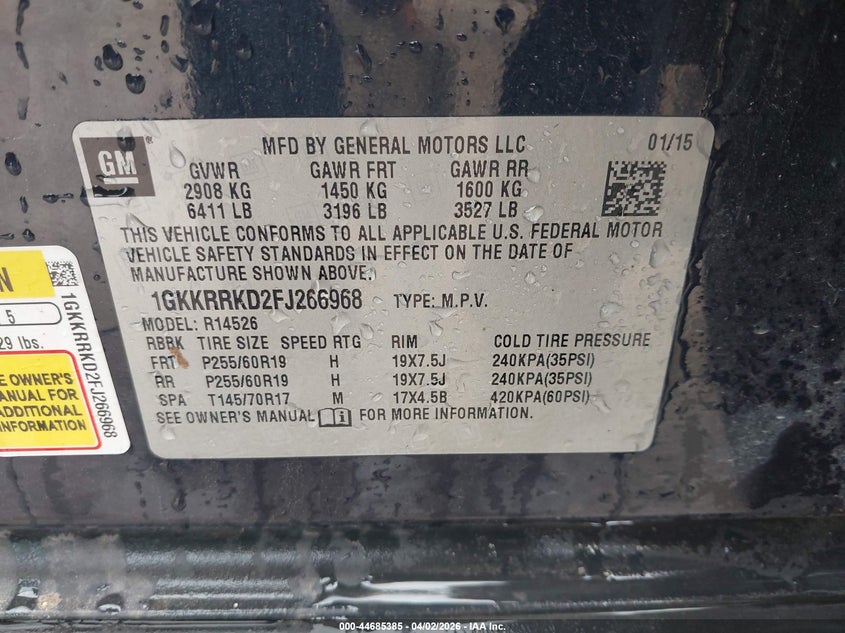 GM
MFD BY GENERAL MOTORS LLC 01/15
GVWR GAWR FRT GAWR RR
2908 KG 1450 KG 1600 KG
6411 LB 3196 LB 3527 LB
THIS VEHICLE CONFORMS TO ALL APPLICABLE U.S. FEDERAL MOTOR
VEHICLE SAFETY STANDARDS IN EFFECT ON THE DATE OF
MANUFACTURE SHOWN ABOVE.
1GKKRRKD2FJ266968 TYPE: M.P.V.
MODEL: R14526
RBBK TIRE SIZE SPEED RTG RIM COLD TIRE PRESSURE
FRT P255/60R19 H 19X7.5J 240KPA(35PSI)
RR P255/60R19 H 19X7.5J 240KPA(35PSI)
SPA T145/70R17 M 17X4.5B 420KPA(60PSI)
SEE OWNER'S MANUAL FOR MORE INFORMATION.
N
5
29 lbs.
E OWNER'S
MANUAL FOR
ADDITIONAL
INFORMATION
1GKKRRKD2FJ266968
000-44685385 - 04/02/2026 - IAA Inc.